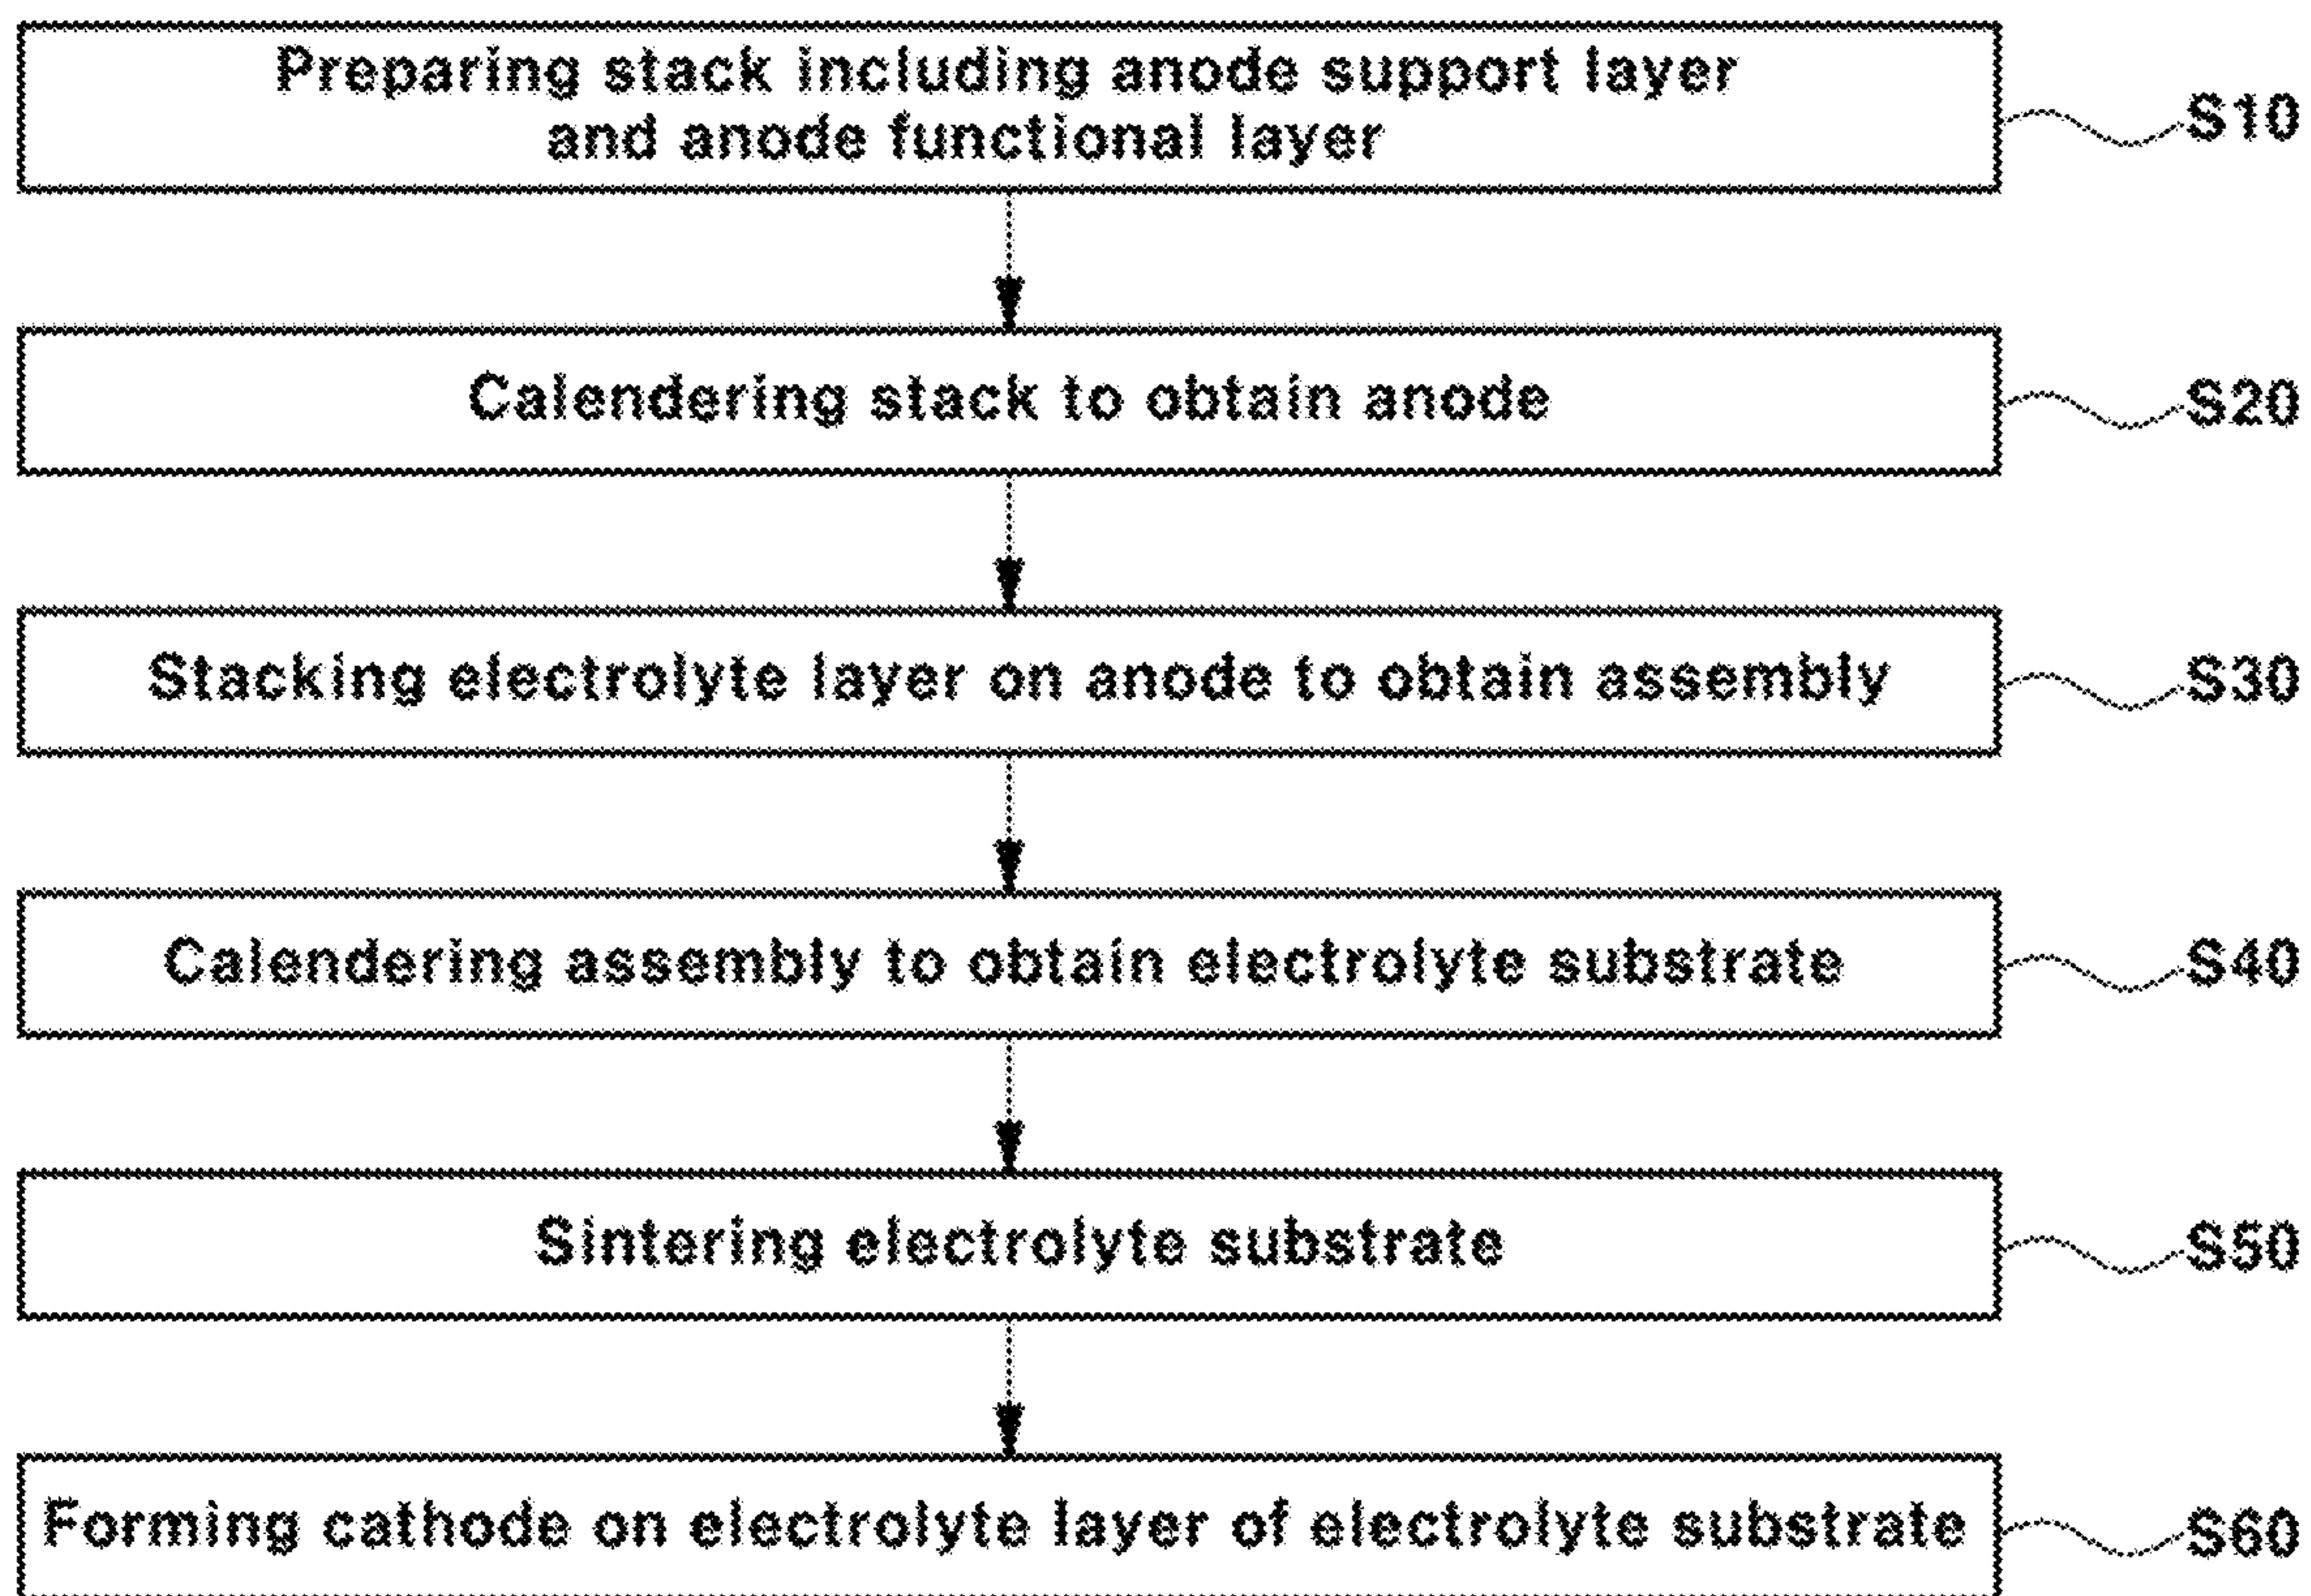 Preparing stack including anode support layer
and anode functional layer
S10
Calendering stack to obtain anode
S20
Stacking electrolyte layer on anode to obtain assembly
S30
Calendering assembly to obtain electrolyte substrate
S40
Sintering electrolyte substrate
S50
Forming cathode on electrolyte layer of electrolyte substrate
S60